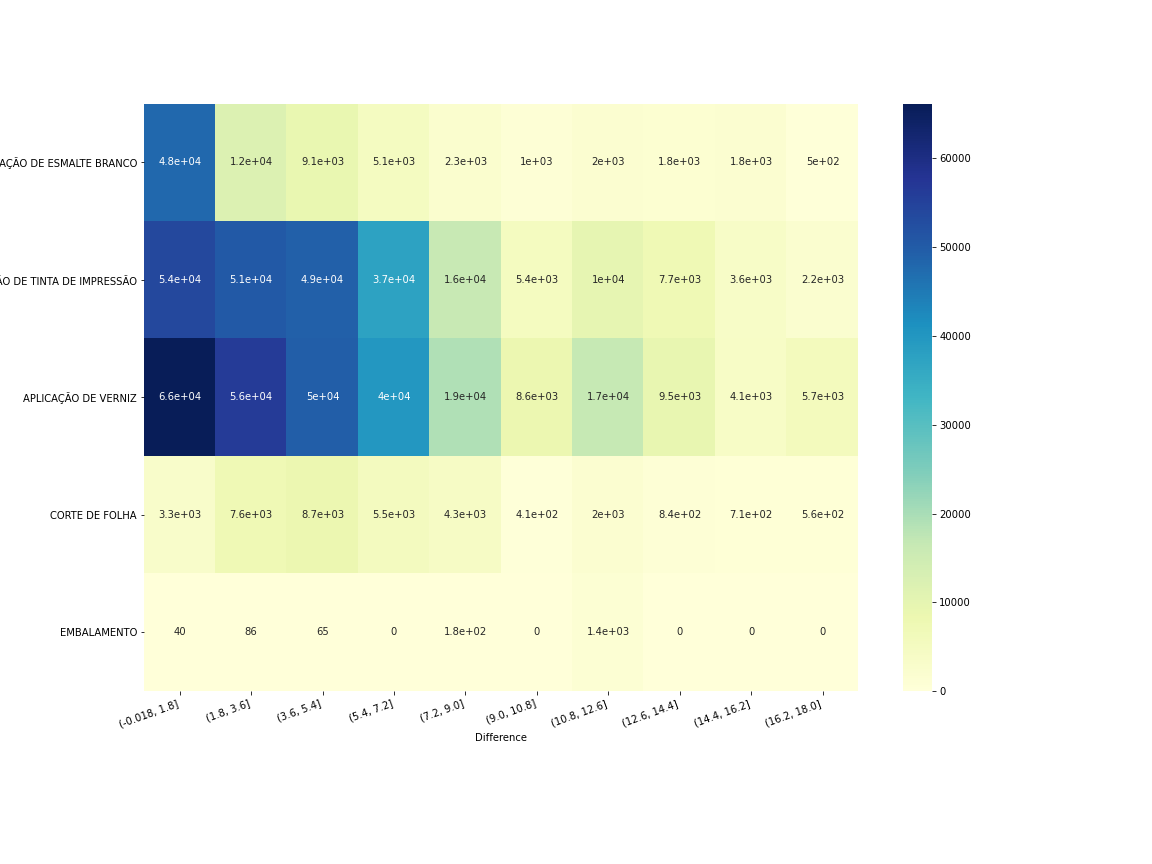 AÇÃO DE ESMALTE BRANCO 4.8e+04 1.2e+04 9.1e+03 5.1e+03 2.3e+03 1e+03 2e+03 1.8e+03 1.8e+03 5e+02
ÃO DE TINTA DE IMPRESSÃO 5.4e+04 5.1e+04 4.9e+04 3.7e+04 1.6e+04 5.4e+03 1e+04 7.7e+03 3.6e+03 2.2e+03
APLICAÇÃO DE VERNIZ 6.6e+04 5.6e+04 5e+04 4e+04 1.9e+04 8.6e+03 1.7e+04 9.5e+03 4.1e+03 5.7e+03
CORTE DE FOLHA 3.3e+03 7.6e+03 8.7e+03 5.5e+03 4.3e+03 4.1e+02 2e+03 8.4e+02 7.1e+02 5.6e+02
EMBALAMENTO 40 86 65 0 1.8e+02 0 1.4e+03 0 0 0
(-0.018, 1.8] (1.8, 3.6] (3.6, 5.4] (5.4, 7.2] (7.2, 9.0] (9.0, 10.8] (10.8, 12.6] (12.6, 14.4] (14.4, 16.2] (16.2, 18.0]
Difference
60000
50000
40000
30000
20000
10000
0